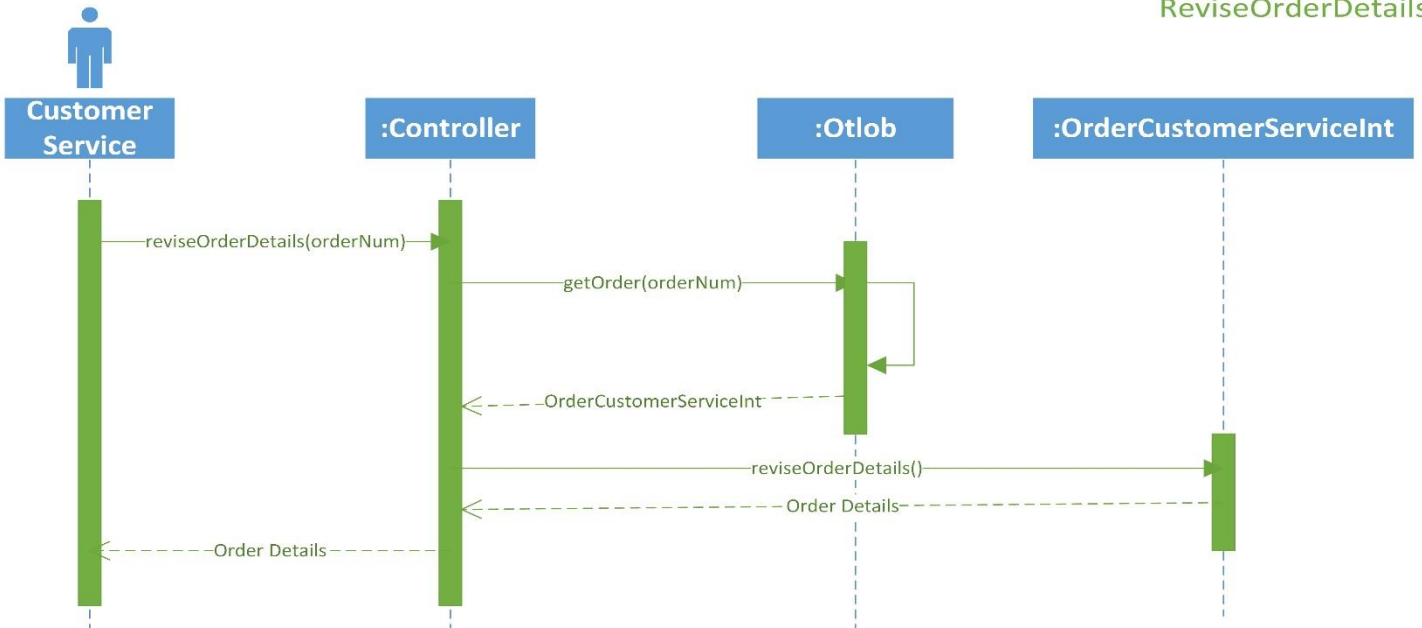 ReviseOrderDetails
Customer
Service
:Controller
:Otlob
:OrderCustomerServiceInt
reviseOrderDetails(orderNum)
getOrder(orderNum)
OrderCustomerServiceInt
reviseOrderDetails()
Order Details
Order Details